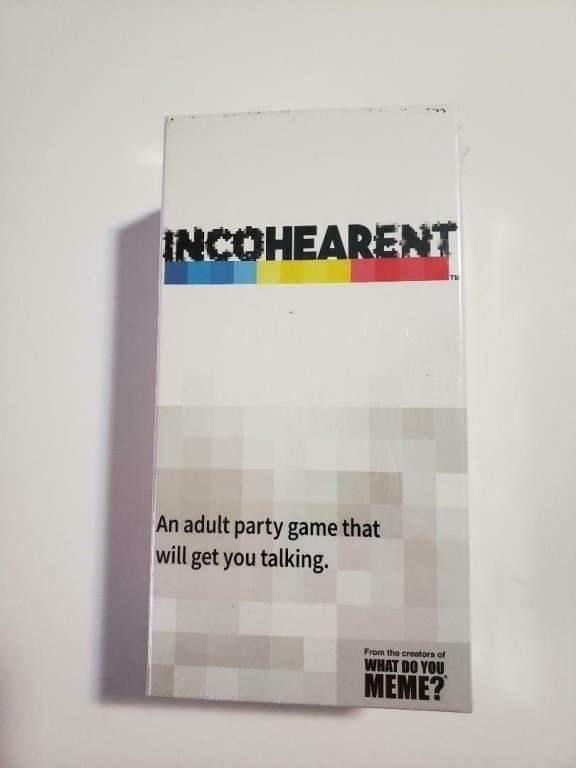 INCOHEARENT
TM
An adult party game that
will get you talking.
From the creators of
WHAT DO YOU
MEME?®